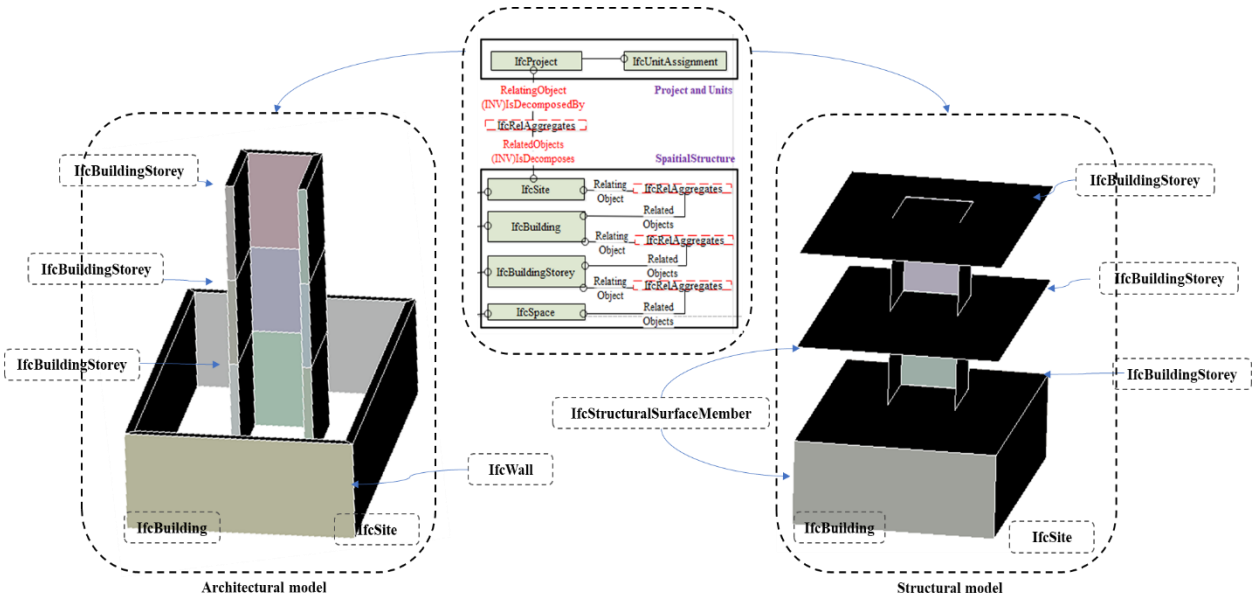 IfcProject
IfcUnitAssignment
RelatingObject
(INV)IsDecomposedBy
Project and Units
IfcRelAggregates
RelatedObjects
(INV)IsDecomposes
SpaitialStructure
IfcSite
Relating
Object
IfcRelAggregates
Related
Objects
IfcBuilding
Relating
Object
IfcRelAggregates
Related
Objects
IfcBuildingStorey
Relating
Object
IfcRelAggregates
IfcSpace
Related
Objects
IfcBuildingStorey
IfcBuildingStorey
IfcBuildingStorey
IfcWall
IfcBuilding
IfcSite
Architectural model
IfcStructuralSurfaceMember
IfcBuildingStorey
IfcBuildingStorey
IfcBuildingStorey
IfcBuilding
IfcSite
Structural model